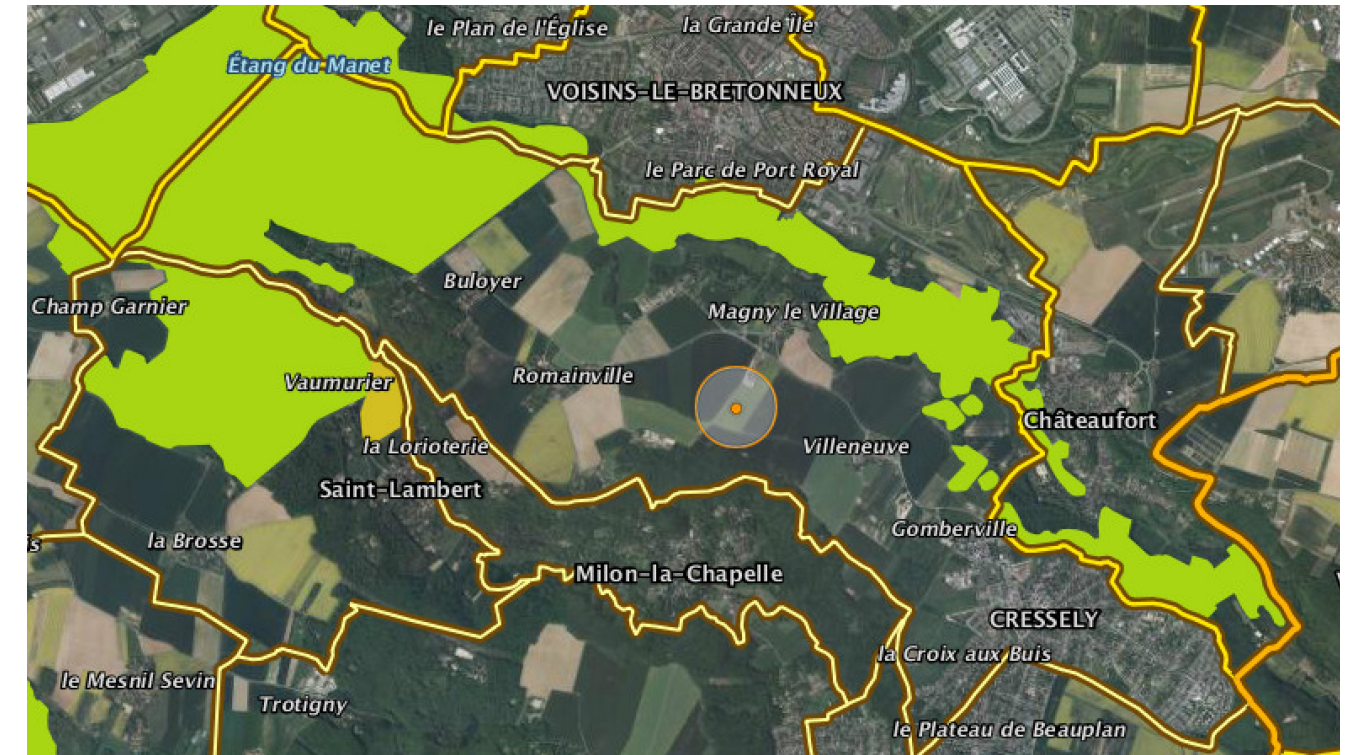 le Plan de l'Église
la Grande Île
Étang du Manet
VOISINS-LE-BRETONNEUX
le Parc de Port Royal
Buloyer
Champ Garnier
Magny le Village
Vaumurier
Romainville
Châteaufort
la Lorioterie
Villeneuve
Saint-Lambert
Gomberville
la Brosse
is
Milon-la-Chapelle
CRESSELY
la Croix aux Buis
le Mesnil Sevin
Trotigny
le Plateau de Beauplan